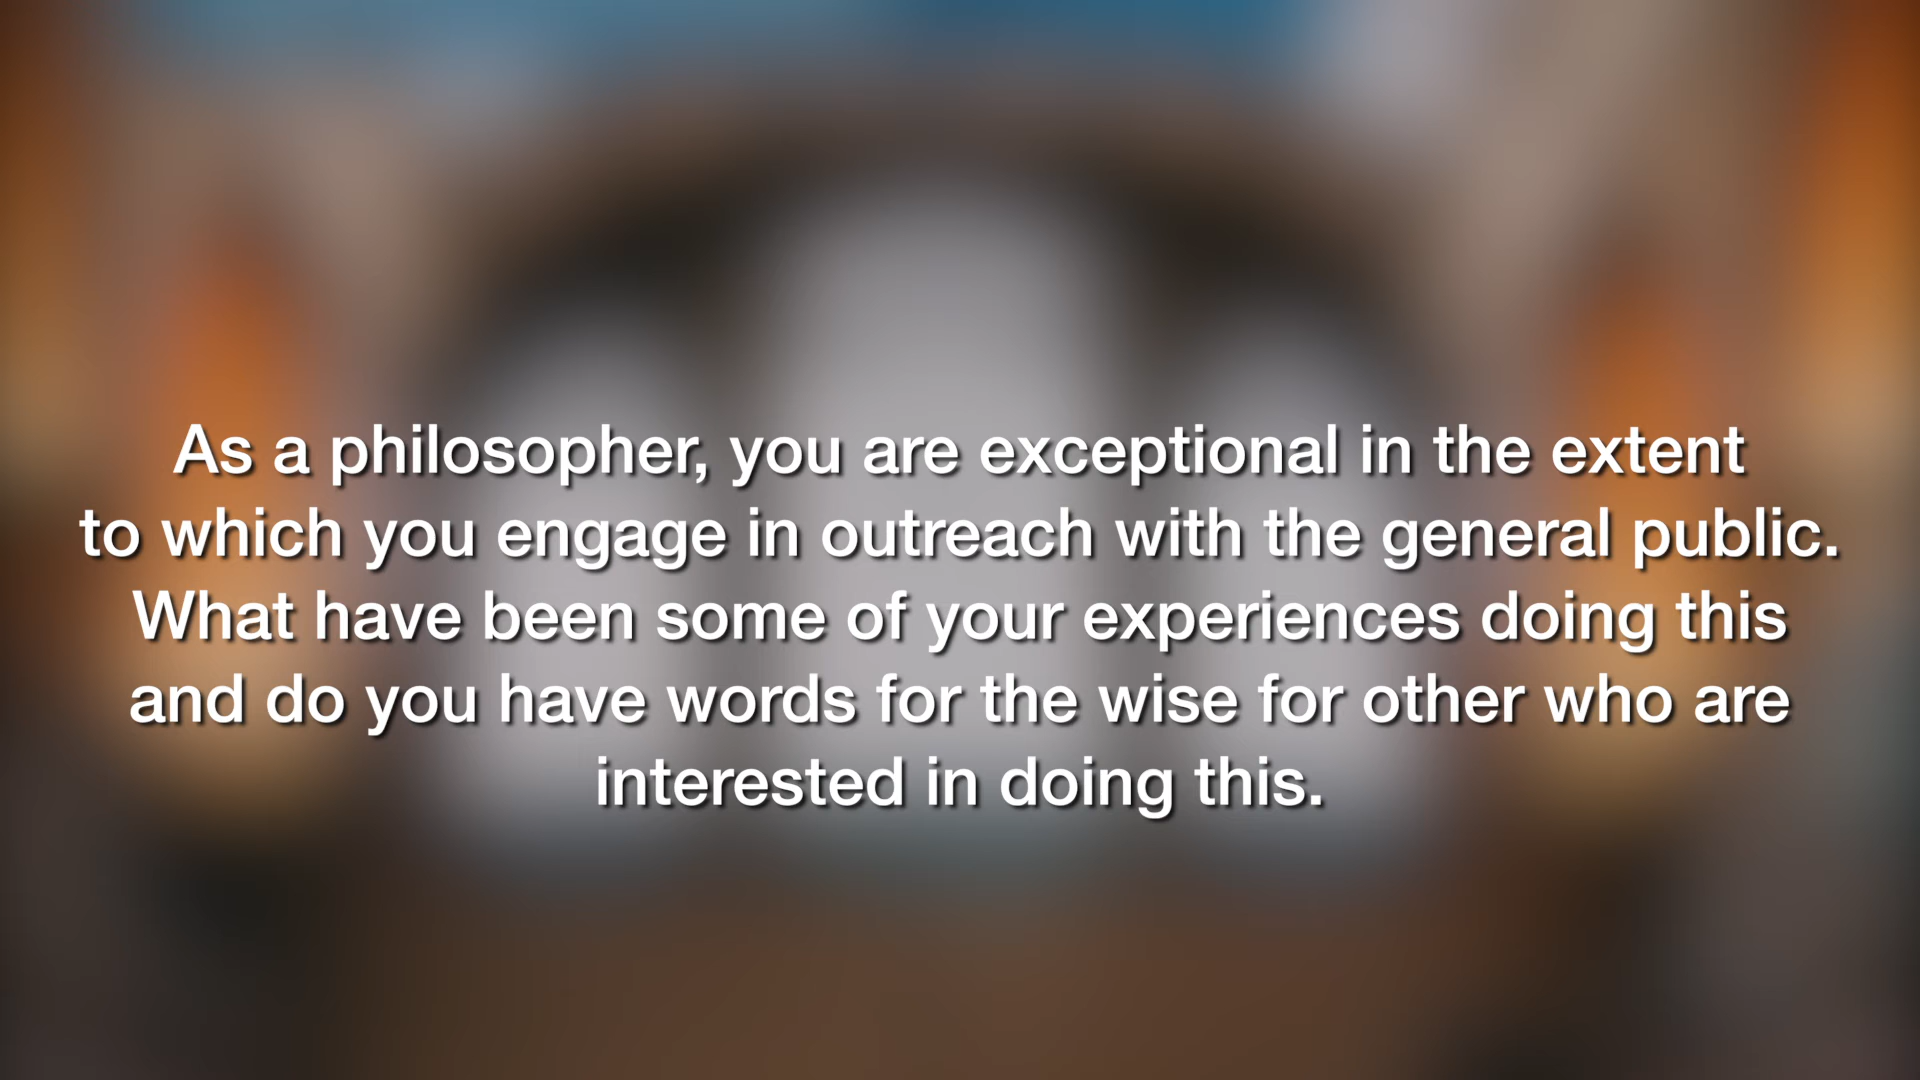 As a philosopher, you are exceptional in the extent
to which you engage in outreach with the general public.
What have been some of your experiences doing this
and do you have words for the wise for other who are
interested in doing this.